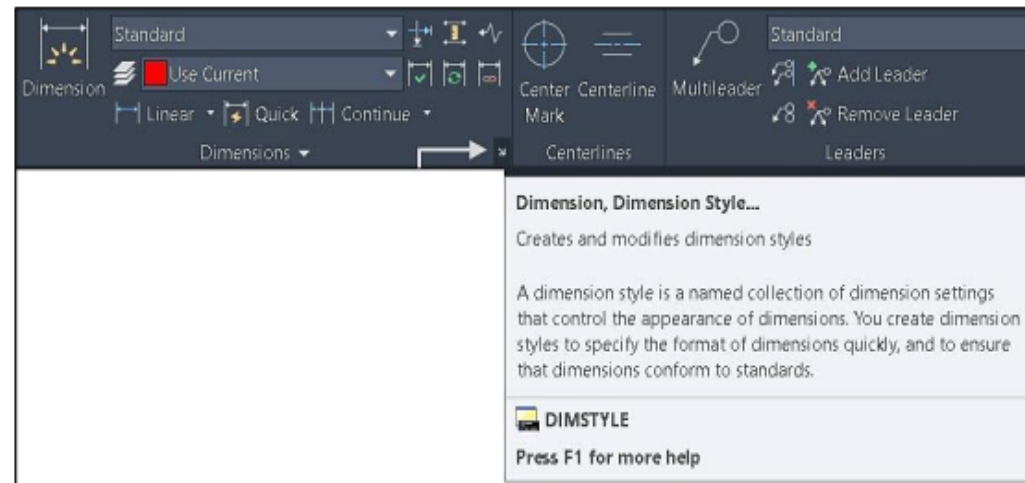 Standard
Use Current
Dimension
Linear
Quick
Continue
Dimensions
Center Mark
Centerline
Centerlines
Multileader
Standard
Add Leader
Remove Leader
Leaders
Dimension, Dimension Style...
Creates and modifies dimension styles
A dimension style is a named collection of dimension settings
that control the appearance of dimensions. You create dimension
styles to specify the format of dimensions quickly, and to ensure
that dimensions conform to standards.
DIMSTYLE
Press F1 for more help